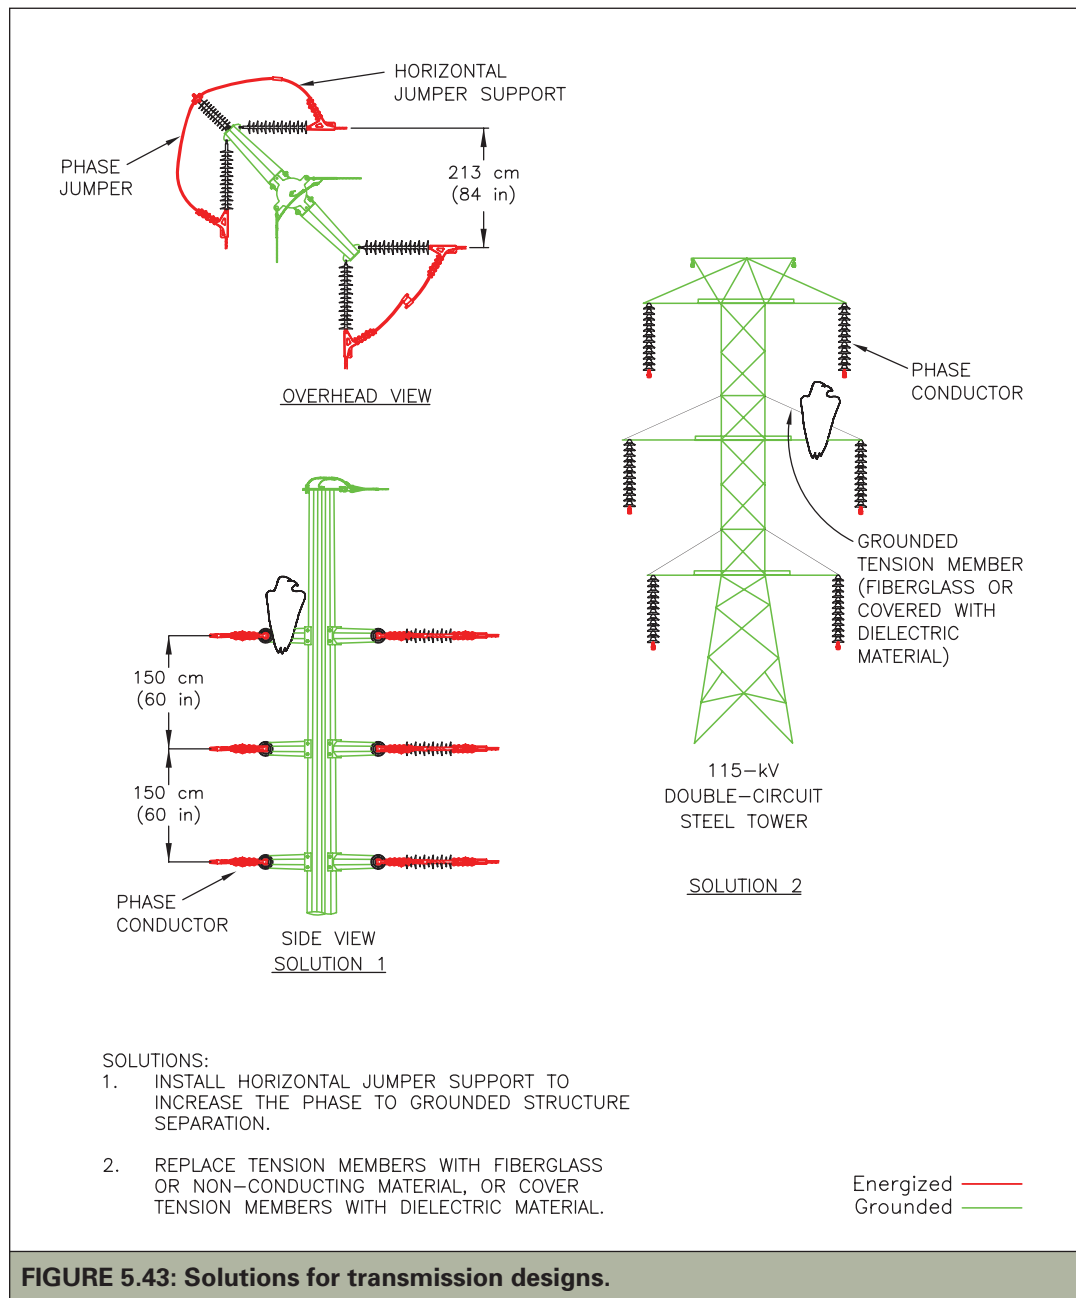 HORIZONTAL
JUMPER SUPPORT
PHASE
JUMPER
213 cm
(84 in)
OVERHEAD VIEW
PHASE
CONDUCTOR
GROUNDED
TENSION MEMBER
(FIBERGLASS OR
COVERED WITH
DIELECTRIC
MATERIAL)
115-kV
DOUBLE-CIRCUIT
STEEL TOWER
SOLUTION 2
150 cm
(60 in)
150 cm
(60 in)
PHASE
CONDUCTOR
SIDE VIEW
SOLUTION 1
SOLUTIONS:
1. INSTALL HORIZONTAL JUMPER SUPPORT TO
INCREASE THE PHASE TO GROUNDED STRUCTURE
SEPARATION.
2. REPLACE TENSION MEMBERS WITH FIBERGLASS
OR NON-CONDUCTING MATERIAL, OR COVER
TENSION MEMBERS WITH DIELECTRIC MATERIAL.
Energized
Grounded
FIGURE 5.43: Solutions for transmission designs.